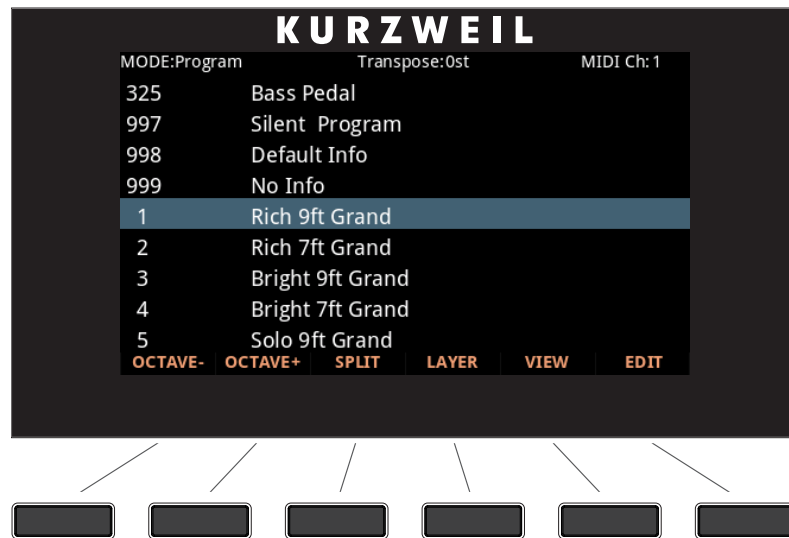 KURZWEIL
MODE:Program Transpose:0st MIDI Ch:1
325 Bass Pedal
997 Silent Program
998 Default Info
999 No Info
1 Rich 9ft Grand
2 Rich 7ft Grand
3 Bright 9ft Grand
4 Bright 7ft Grand
5 Solo 9ft Grand
OCTAVE- OCTAVE+ SPLIT LAYER VIEW EDIT